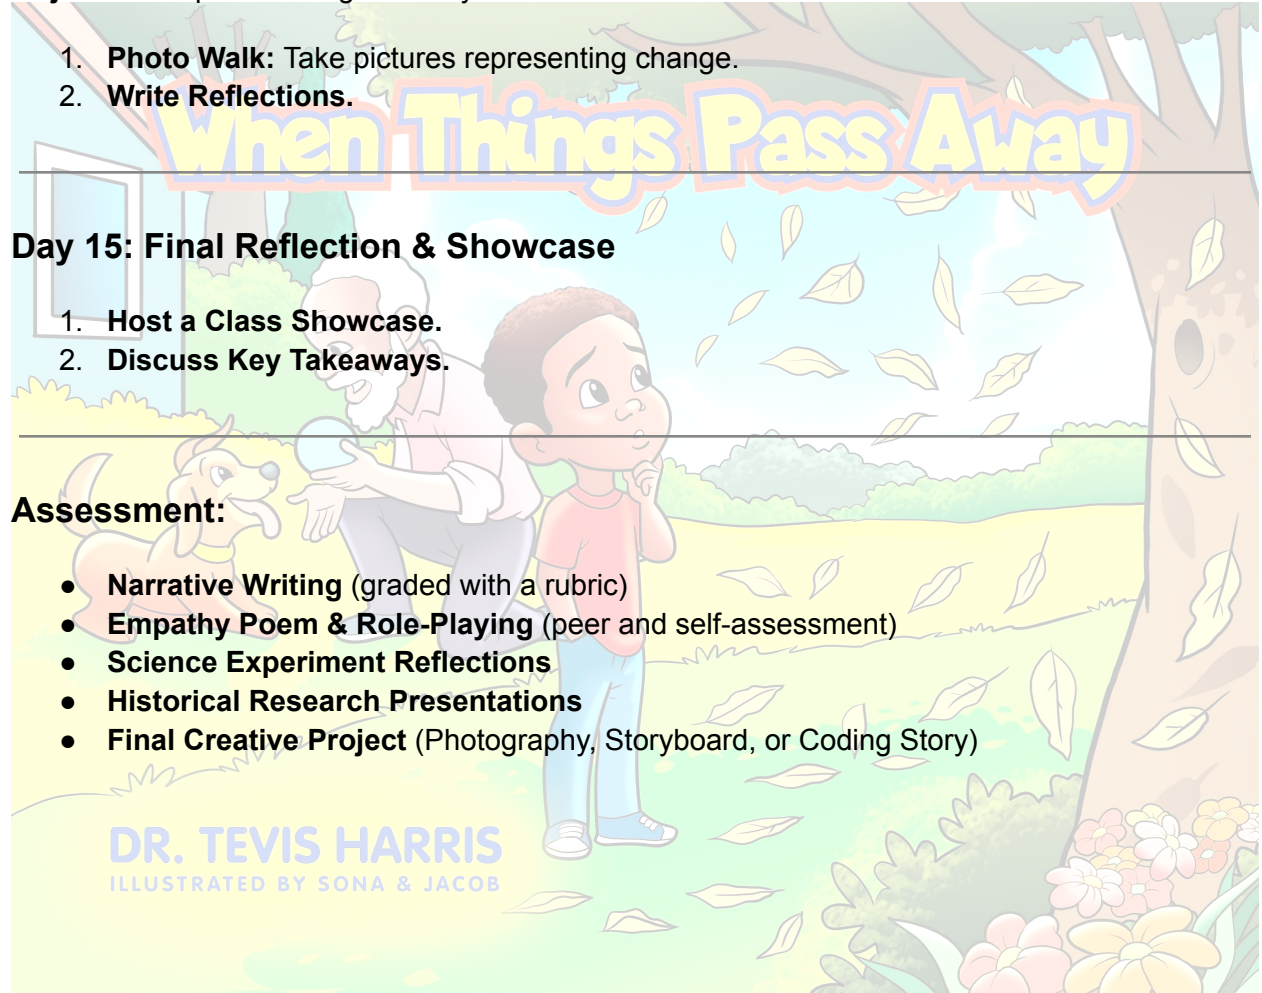 1. Photo Walk: Take pictures representing change.
2. Write Reflections.
When Things Pass Away
Day 15: Final Reflection & Showcase
1. Host a Class Showcase.
2. Discuss Key Takeaways.
Assessment:
● Narrative Writing (graded with a rubric)
● Empathy Poem & Role-Playing (peer and self-assessment)
● Science Experiment Reflections
● Historical Research Presentations
● Final Creative Project (Photography, Storyboard, or Coding Story)
DR. TEVIS HARRIS
ILLUSTRATED BY SONA & JACOB